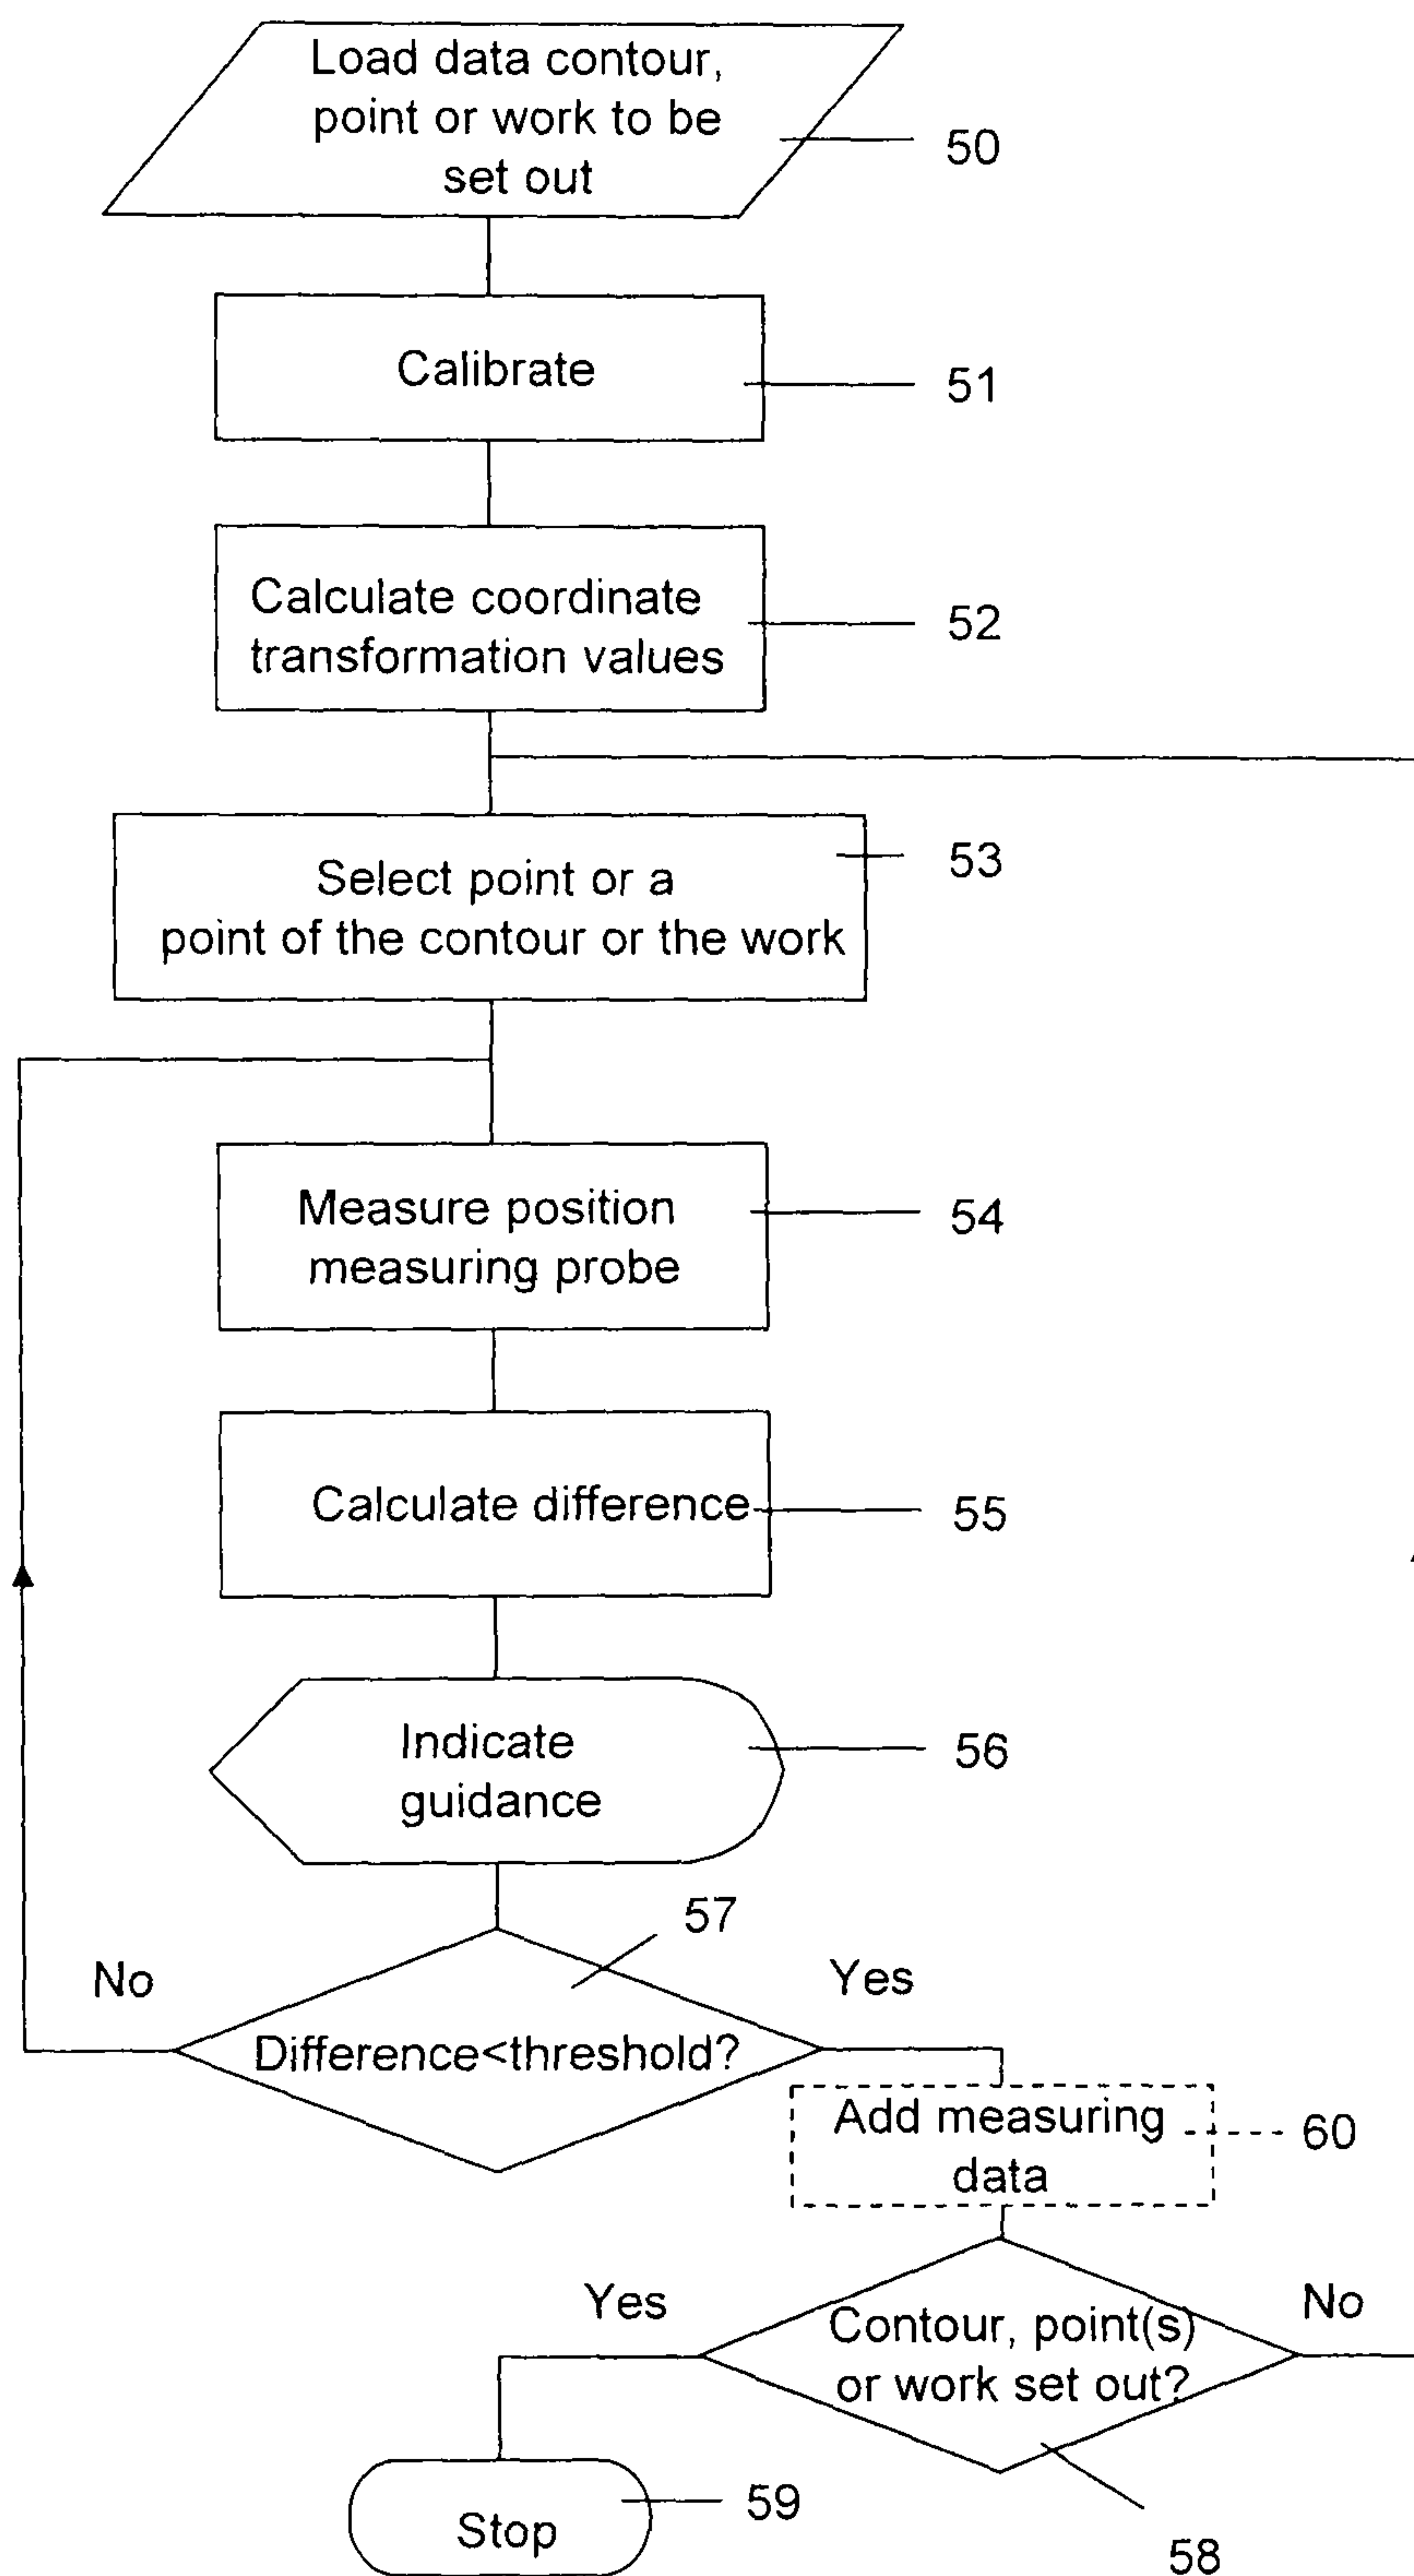 Load data contour,
point or work to be
set out
50
Calibrate
51
Calculate coordinate
transformation values
52
Select point or a
point of the contour or the work
53
Measure position
measuring probe
54
Calculate difference
55
Indicate
guidance
56
57
No
Yes
Difference<threshold?
Add measuring
data
60
Yes
No
Contour, point(s)
or work set out?
58
Stop
59